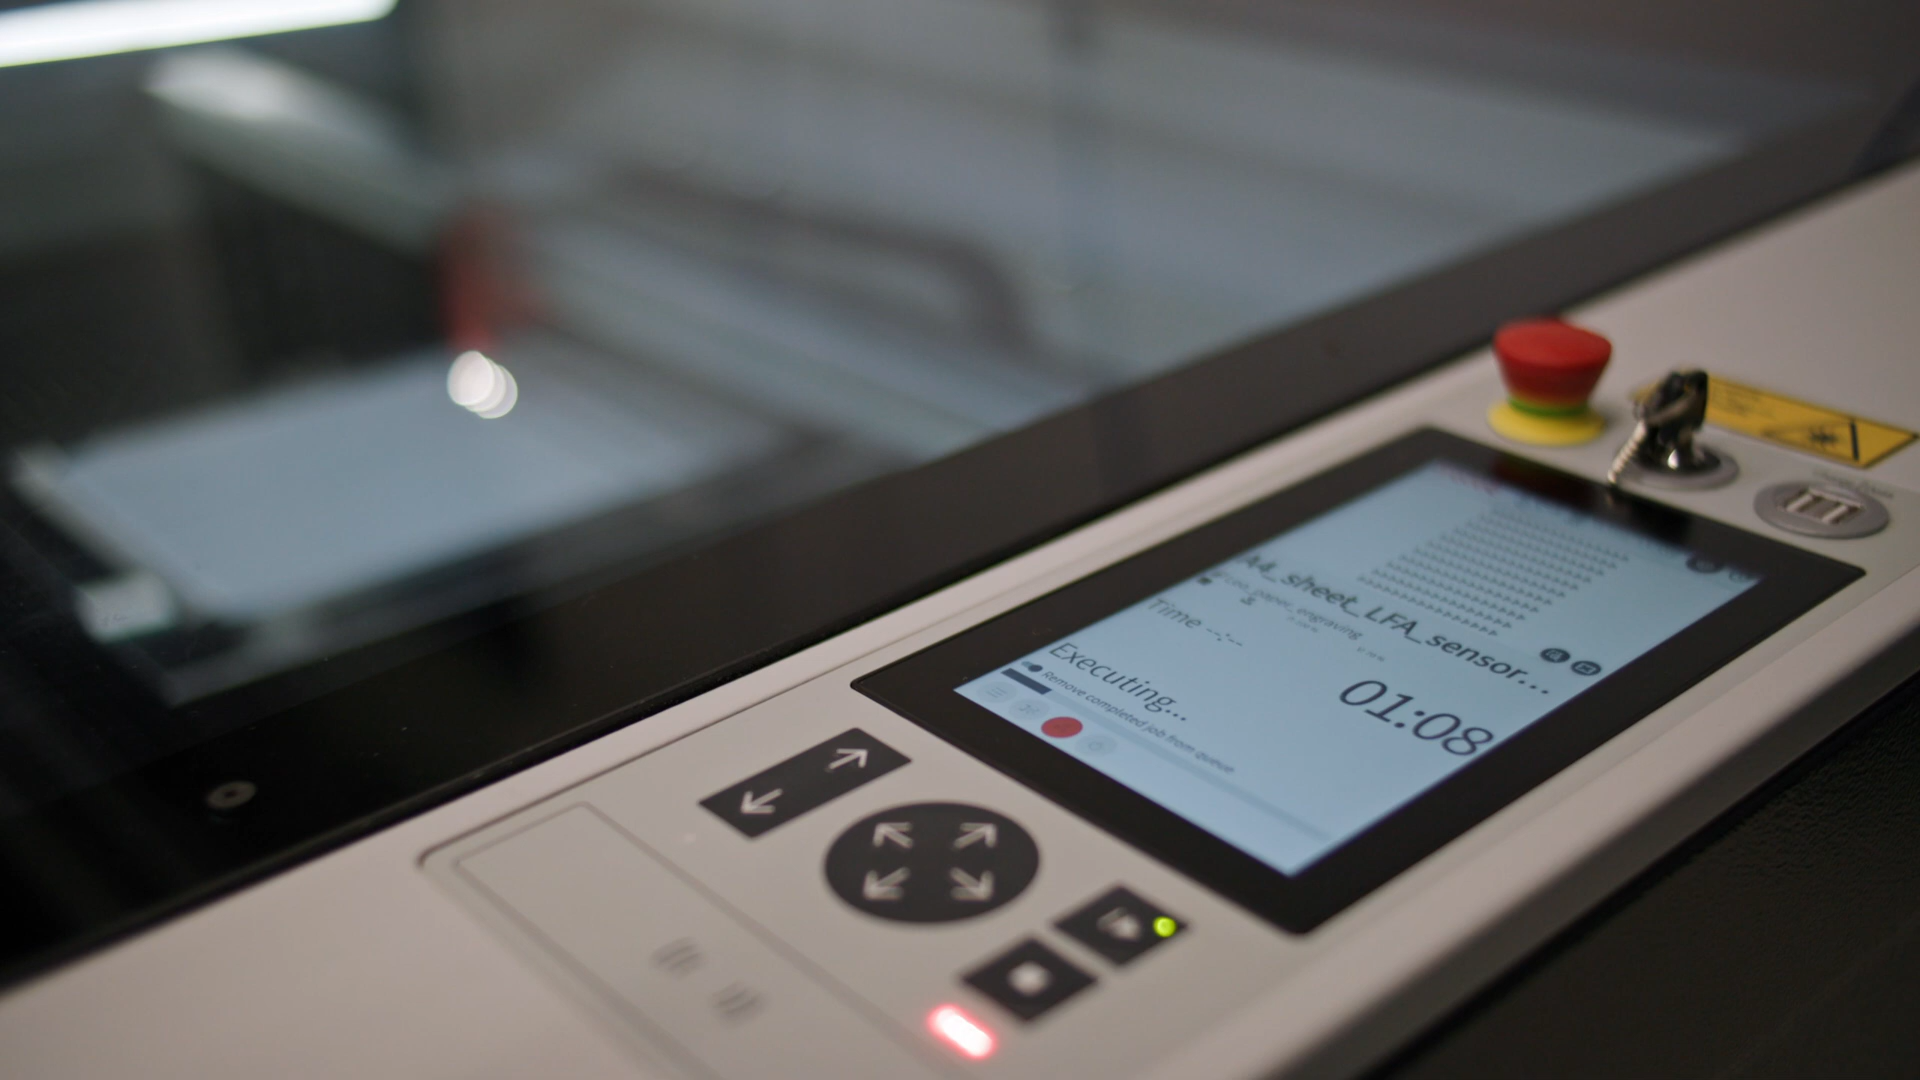 A4_sheet_LFA_sensor...
paper_engraving
Time --:--
01:08
Executing...
Remove completed job from queue